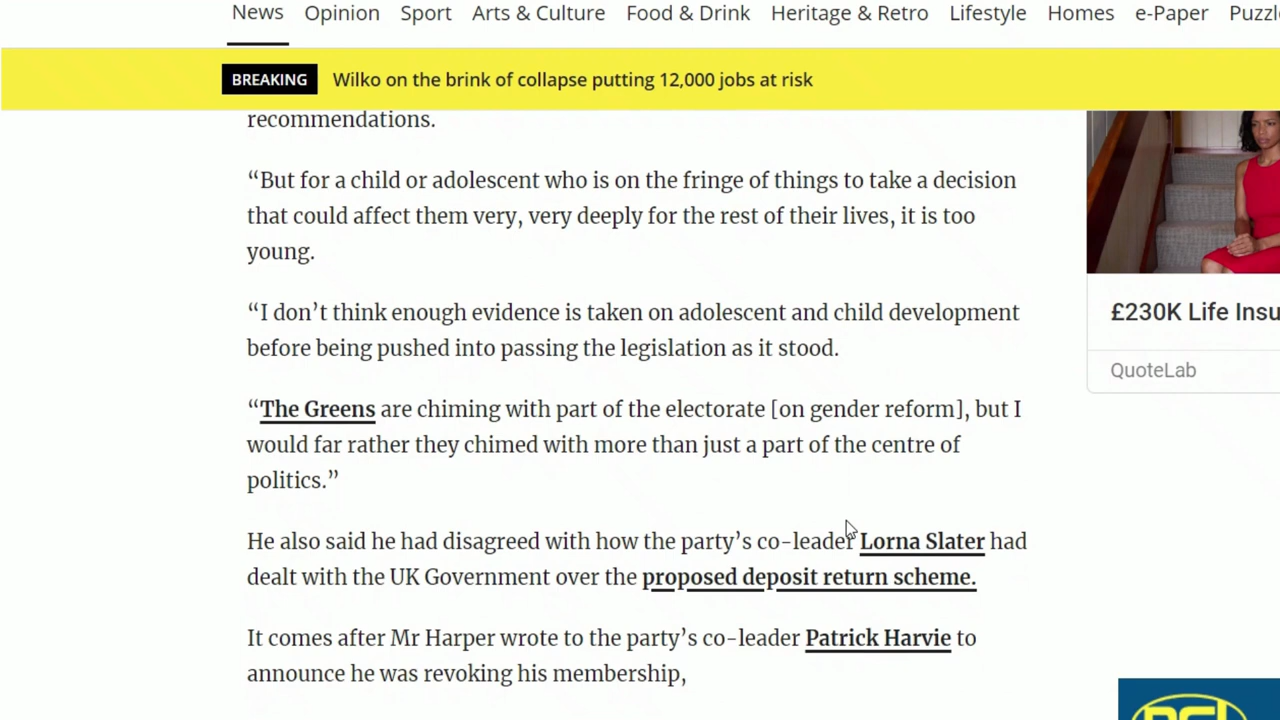 News Opinion Sport Arts & Culture Food & Drink Heritage & Retro Lifestyle Homes e-Paper
BREAKING Wilko on the brink of collapse putting 12,000 jobs at risk
recommendations.
“But for a child or adolescent who is on the fringe of things to take a decision
that could affect them very, very deeply for the rest of their lives, it is too
young.
“I don’t think enough evidence is taken on adolescent and child development
before being pushed into passing the legislation as it stood.
“The Greens are chiming with part of the electorate [on gender reform], but I
would far rather they chimed with more than just a part of the centre of
politics.”
He also said he had disagreed with how the party’s co-leader Lorna Slater had
dealt with the UK Government over the proposed deposit return scheme.
It comes after Mr Harper wrote to the party’s co-leader Patrick Harvie to
announce he was revoking his membership,
£230K Life Insu
QuoteLab